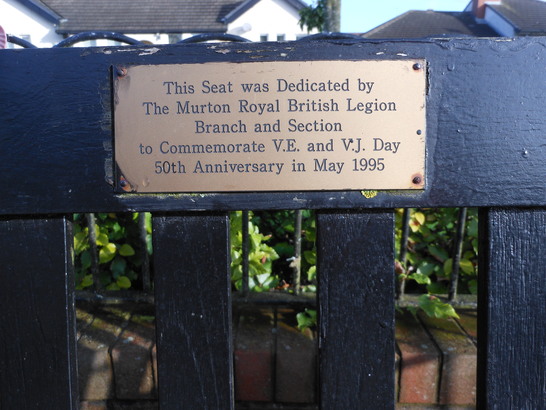 This Seat was Dedicated by
The Murton Royal British Legion
Branch and Section
to Commemorate V.E. and V.J. Day
50th Anniversary in May 1995